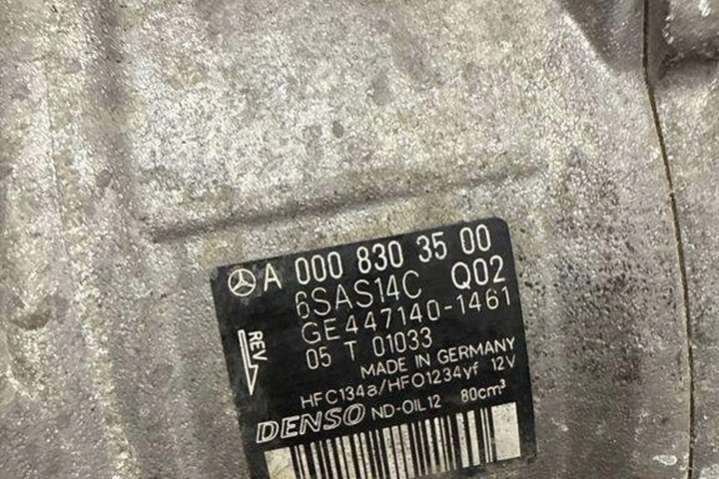 A 000 830 35 00
6SAS14C Q02
GE447140-1461
05 T 01033
REV
MADE IN GERMANY
HFC134a/HFO1234yf 12V
DENSO ND-OIL12 80cm³